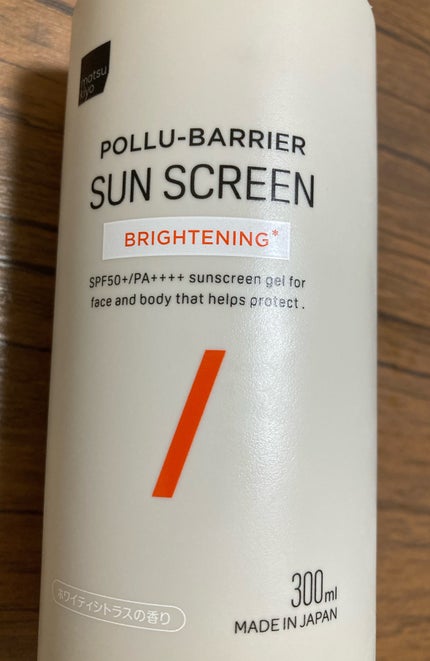 matsu
kiyo
POLLU-BARRIER
SUN SCREEN
BRIGHTENING*
SPF50+/PA++++ sunscreen gel for
face and body that helps protect.
ホワイティシトラスの香り
300ml
MADE IN JAPAN